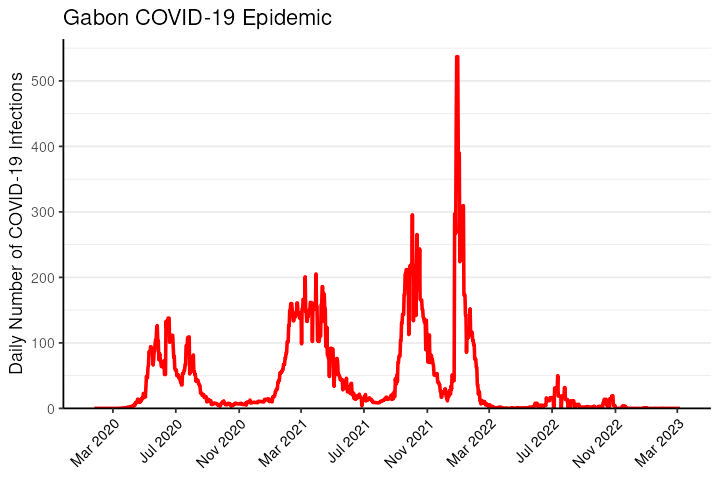 Gabon COVID-19 Epidemic
Daily Number of COVID-19 Infections
500
400
300
200
100
0
Mar 2020
Jul 2020
Nov 2020
Mar 2021
Jul 2021
Nov 2021
Mar 2022
Jul 2022
Nov 2022
Mar 2023